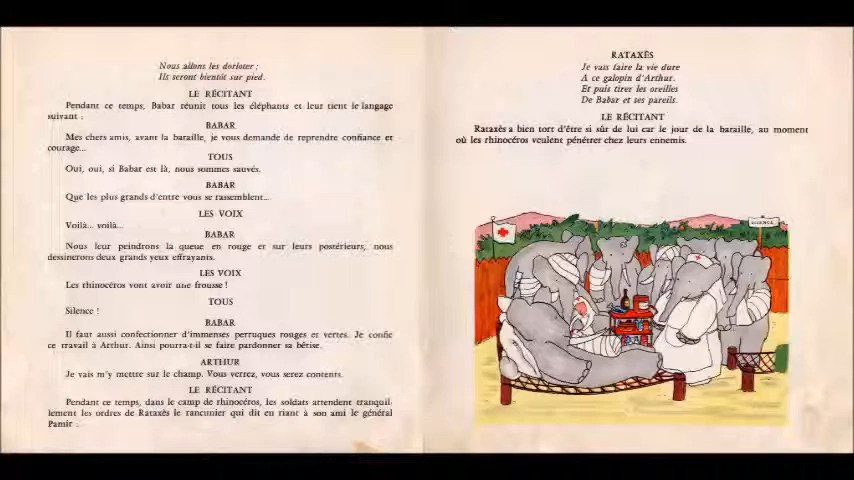 Nous allons les dorloter ;
Ils seront bientôt sur pied.
LE RÉCITANT
Pendant ce temps, Babar réunit tous les éléphants et leur tient le langage
suivant :
BABAR
Mes chers amis, avant la bataille, je vous demande de reprendre confiance et
courage...
TOUS
Oui, oui, si Babar est là, nous sommes sauvés.
BABAR
Que les plus grands d'entre vous se rassemblent...
LES VOIX
Voilà... voilà...
BABAR
Nous leur peindrons la queue en rouge et sur leurs postérieurs, nous
dessinerons deux grands yeux effrayants.
LES VOIX
Les rhinocéros vont avoir une frousse !
TOUS
Silence !
BABAR
Il faut aussi confectionner d'immenses perruques rouges et vertes. Je confie
ce travail à Arthur. Ainsi pourra-t-il se faire pardonner sa bêtise.
ARTHUR
Je vais m'y mettre sur le champ. Vous verrez, vous serez contents.
LE RÉCITANT
Pendant ce temps, dans le camp de rhinocéros, les soldats attendent tranquil-
lement les ordres de Rataxès le rancunier qui dit en riant à son ami le général
Pamir :
RATAXÈS
Je vais faire la vie dure
A ce galopin d'Arthur.
Et puis tirer les oreilles
De Babar et ses pareils.
LE RÉCITANT
Rataxès a bien tort d'être si sûr de lui car le jour de la bataille, au moment
où les rhinocéros veulent pénétrer chez leurs ennemis.
SILENCE